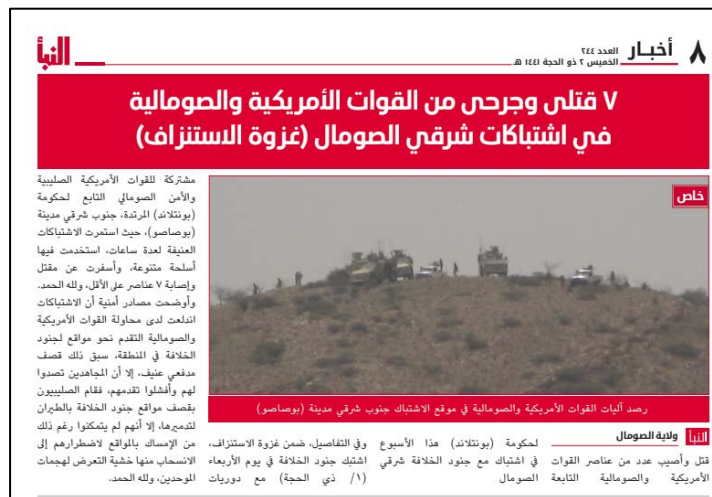 ٨
أخبار
العدد ٢٤٤
الخميس ٢ ذو الحجة ١٤٤١ هـ
النبأ
٧ قتلى وجرحى من القوات الأمريكية والصومالية
في اشتباكات شرقي الصومال (غزوة الاستنزاف)
خاص
رصد آليات القوات الأمريكية والصومالية في موقع الاشتباك جنوب شرقي مدينة (بوصاصو)
النبأ ولاية الصومال
قتل وأصيب عدد من عناصر القوات
الأمريكية والصومالية التابعة
لحكومة (بونتلاند) هذا الأسبوع
في اشتباك مع جنود الخلافة شرقي
الصومال
وفي التفاصيل، ضمن غزوة الاستنزاف،
اشتبك جنود الخلافة في يوم الأربعاء
(١/ ذي الحجة) مع دوريات
مشتركة للقوات الأمريكية الصليبية
والأمن الصومالي التابع لحكومة
(بونتلاند) المرتدة، جنوب شرقي مدينة
(بوصاصو)، حيث استمرت الاشتباكات
العنيفة لعدة ساعات، استخدمت فيها
أسلحة متنوعة، وأسفرت عن مقتل
وإصابة ٧ عناصر على الأقل، ولله الحمد.
وأوضحت مصادر أمنية أن الاشتباكات
اندلعت لدى محاولة القوات الأمريكية
والصومالية التقدم نحو مواقع لجنود
الخلافة في المنطقة، سبق ذلك قصف
مدفعي عنيف، إلا أن المجاهدين تصدوا
لهم وأفشلوا تقدمهم، فقام الصليبيون
بقصف مواقع جنود الخلافة بالطيران
لتدميرها، إلا أنهم لم يتمكنوا رغم ذلك
من الإمساك بالمواقع لاضطرارهم إلى
الانسحاب منها خشية التعرض لهجمات
الموحدين، ولله الحمد.